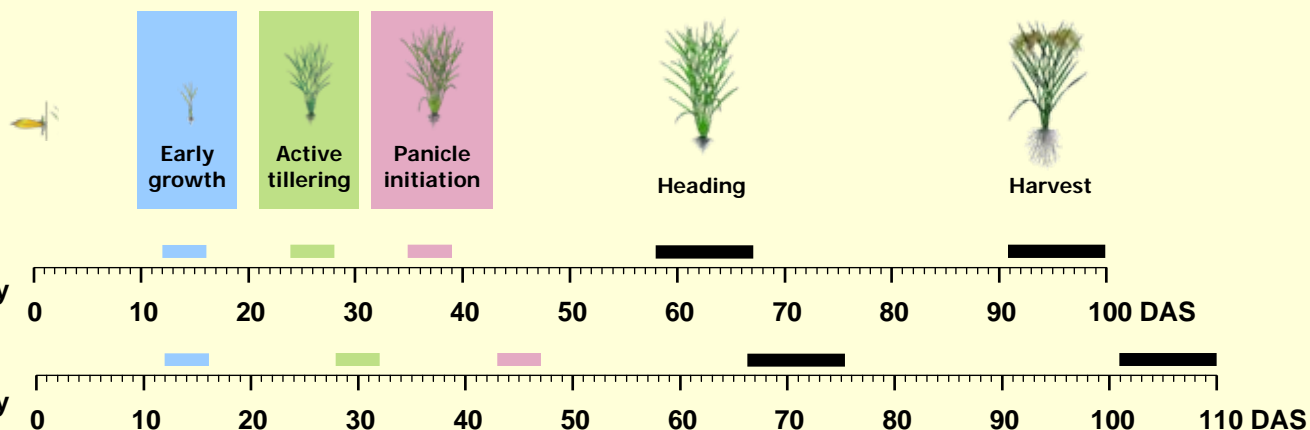 Early
growth
Active
tillering
Panicle
initiation
Heading
Harvest
y
0 10 20 30 40 50 60 70 80 90 100 DAS
y
0 10 20 30 40 50 60 70 80 90 100 110 DAS